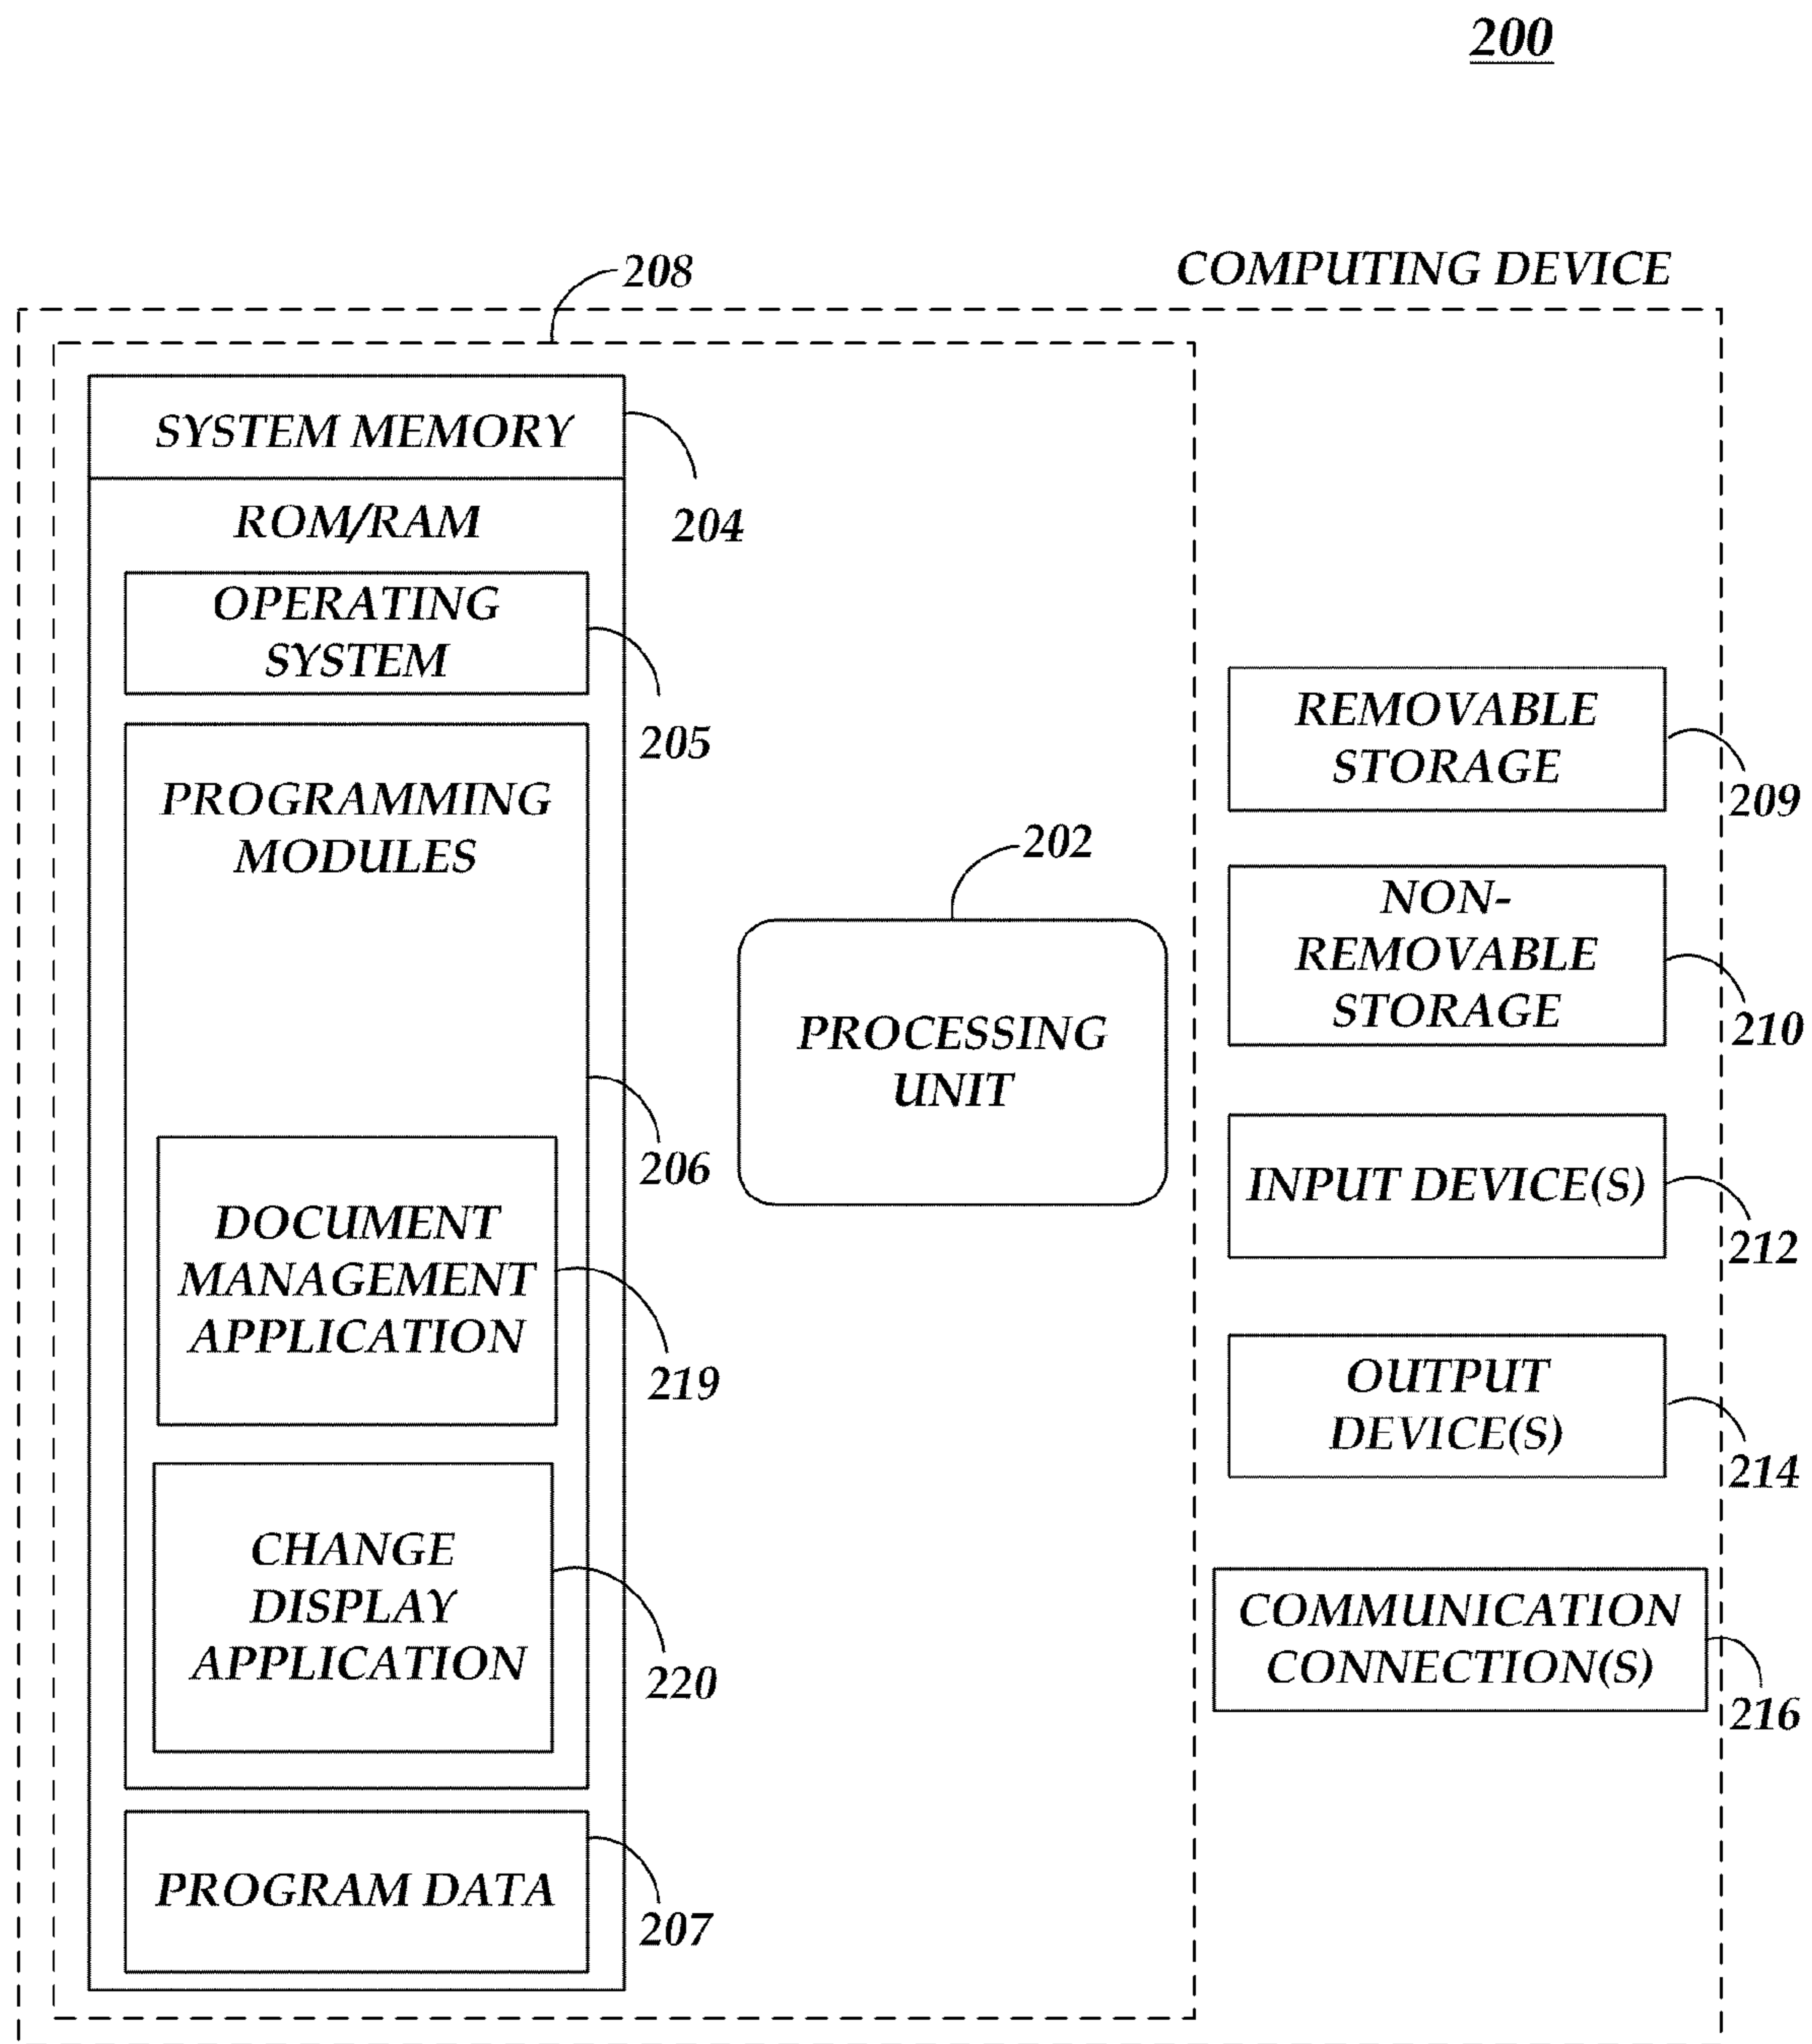 200
COMPUTING DEVICE
208
SYSTEM MEMORY
204
ROM/RAM
OPERATING
SYSTEM
205
PROGRAMMING
MODULES
206
DOCUMENT
MANAGEMENT
APPLICATION
219
CHANGE
DISPLAY
APPLICATION
220
PROGRAM DATA
207
202
PROCESSING
UNIT
REMOVABLE
STORAGE
209
NON-
REMOVABLE
STORAGE
210
INPUT DEVICE(S)
212
OUTPUT
DEVICE(S)
214
COMMUNICATION
CONNECTION(S)
216